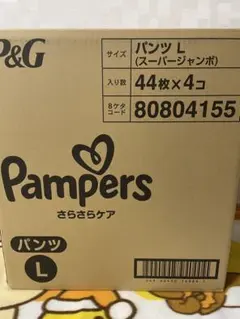 P&G
サイズ
パンツ L
(スーパージャンボ)
入り数
44枚×4コ
8ケタ
コード
80804155
Pampers
さらさらケア
パンツ
L